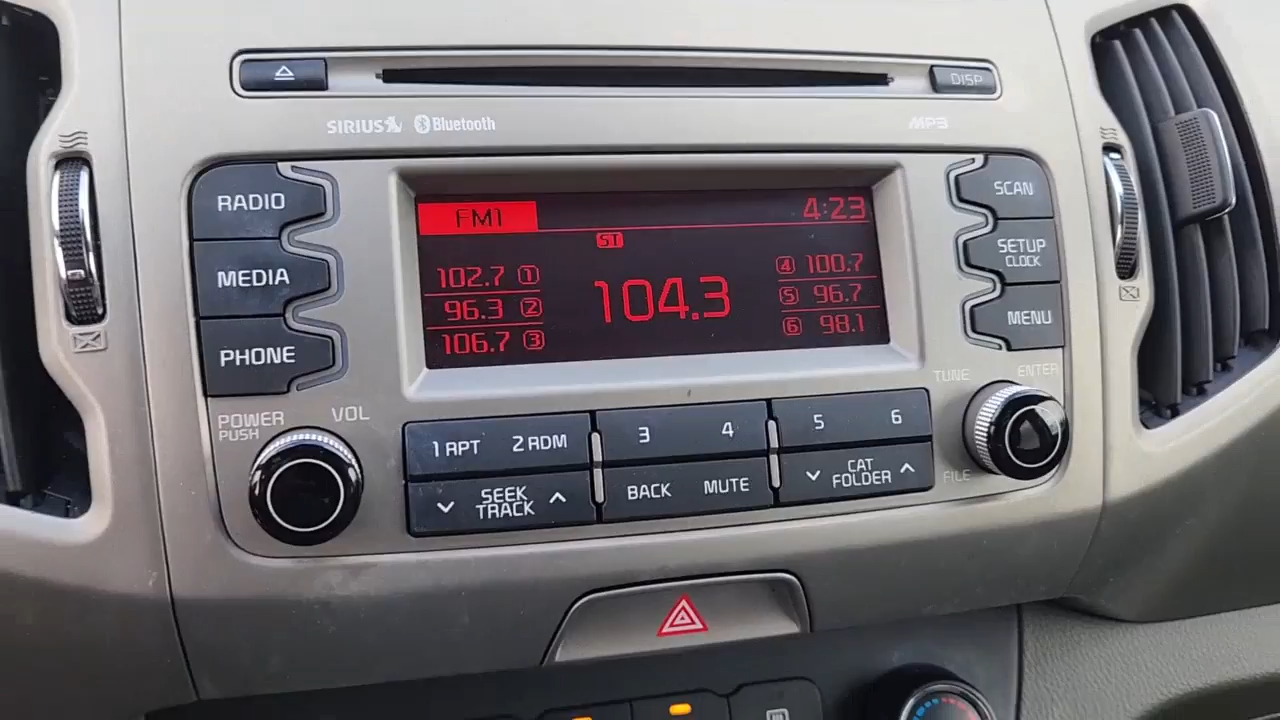 DISP
SIRIUS Bluetooth
MP3
RADIO
MEDIA
PHONE
FM1
4:23
ST
102.7 1
96.3 2
106.7 3
104.3
4 100.7
5 96.7
6 98.1
SCAN
SETUP
CLOCK
MENU
POWER
PUSH
VOL
TUNE
ENTER
FILE
1 RPT 2 RDM
3 4
5 6
SEEK
TRACK
BACK MUTE
CAT
FOLDER